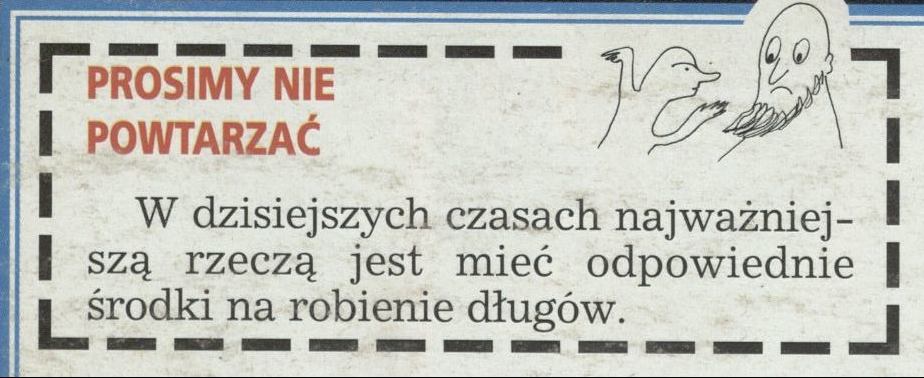 PROSIMY NIE
POWTARZAĆ
W dzisiejszych czasach najważniej-
szą rzeczą jest mieć odpowiednie
środki na robienie długów.